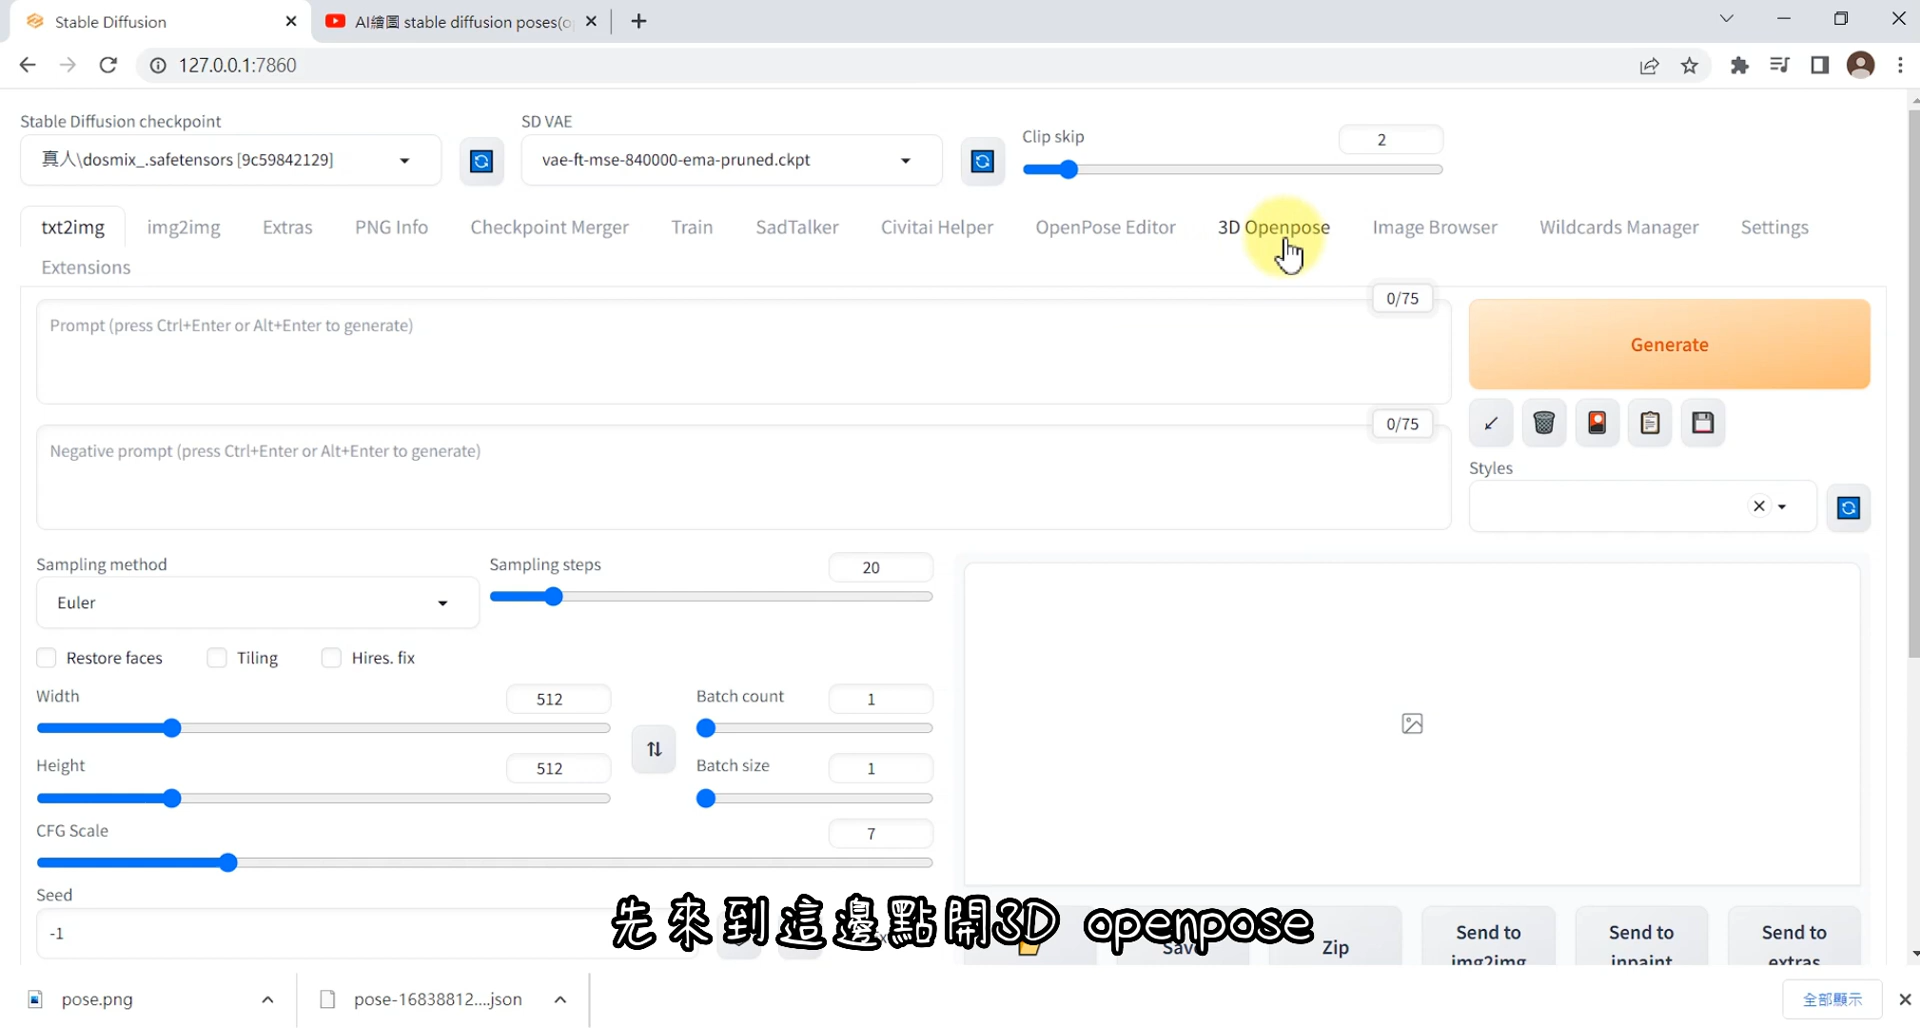 Stable Diffusion
AI繪圖 stable diffusion poses(o
127.0.0.1:7860
Stable Diffusion checkpoint
SD VAE
Clip skip
2
真人\dosmix_.safetensors [9c59842129]
vae-ft-mse-840000-ema-pruned.ckpt
txt2img
img2img
Extras
PNG Info
Checkpoint Merger
Train
SadTalker
Civitai Helper
OpenPose Editor
3D Openpose
Image Browser
Wildcards Manager
Settings
Extensions
0/75
Prompt (press Ctrl+Enter or Alt+Enter to generate)
Generate
0/75
Negative prompt (press Ctrl+Enter or Alt+Enter to generate)
Styles
Sampling method
Sampling steps
20
Euler
Restore faces
Tiling
Hires. fix
Width
512
Batch count
1
Height
512
Batch size
1
CFG Scale
7
Seed
-1
先來到這邊點開3D openpose
Save
Zip
Send to
img2img
Send to
inpaint
Send to
extras
pose.png
pose-16838812....json
全部顯示